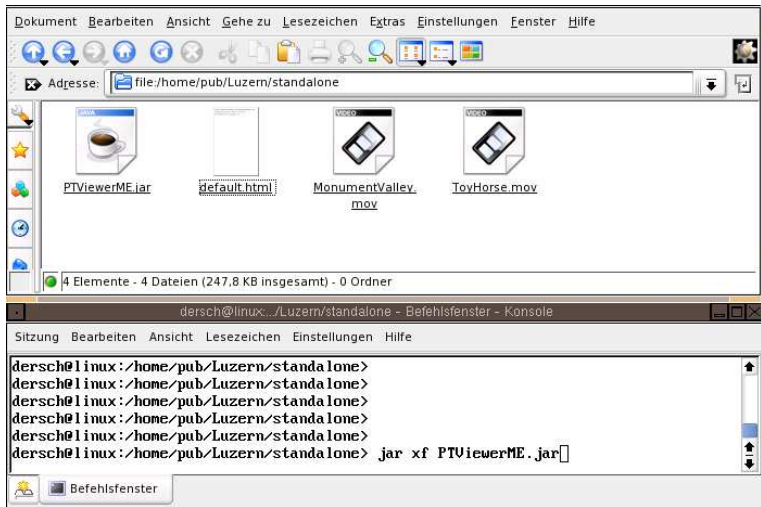 Dokument Bearbeiten Ansicht Gehe zu Lesezeichen Extras Einstellungen Fenster Hilfe
Adresse: file:/home/pub/Luzern/standalone
JAVA
VIDEO
VIDEO
PTViewerME.jar
default.html
MonumentValley.
mov
ToyHorse.mov
4 Elemente - 4 Dateien (247,8 KB insgesamt) - 0 Ordner
dersch@linux:.../Luzern/standalone - Befehlsfenster - Konsole
Sitzung Bearbeiten Ansicht Lesezeichen Einstellungen Hilfe
dersch@linux:/home/pub/Luzern/standalone>
dersch@linux:/home/pub/Luzern/standalone>
dersch@linux:/home/pub/Luzern/standalone>
dersch@linux:/home/pub/Luzern/standalone>
dersch@linux:/home/pub/Luzern/standalone>
dersch@linux:/home/pub/Luzern/standalone> jar xf PTViewerME.jar
Befehlsfenster